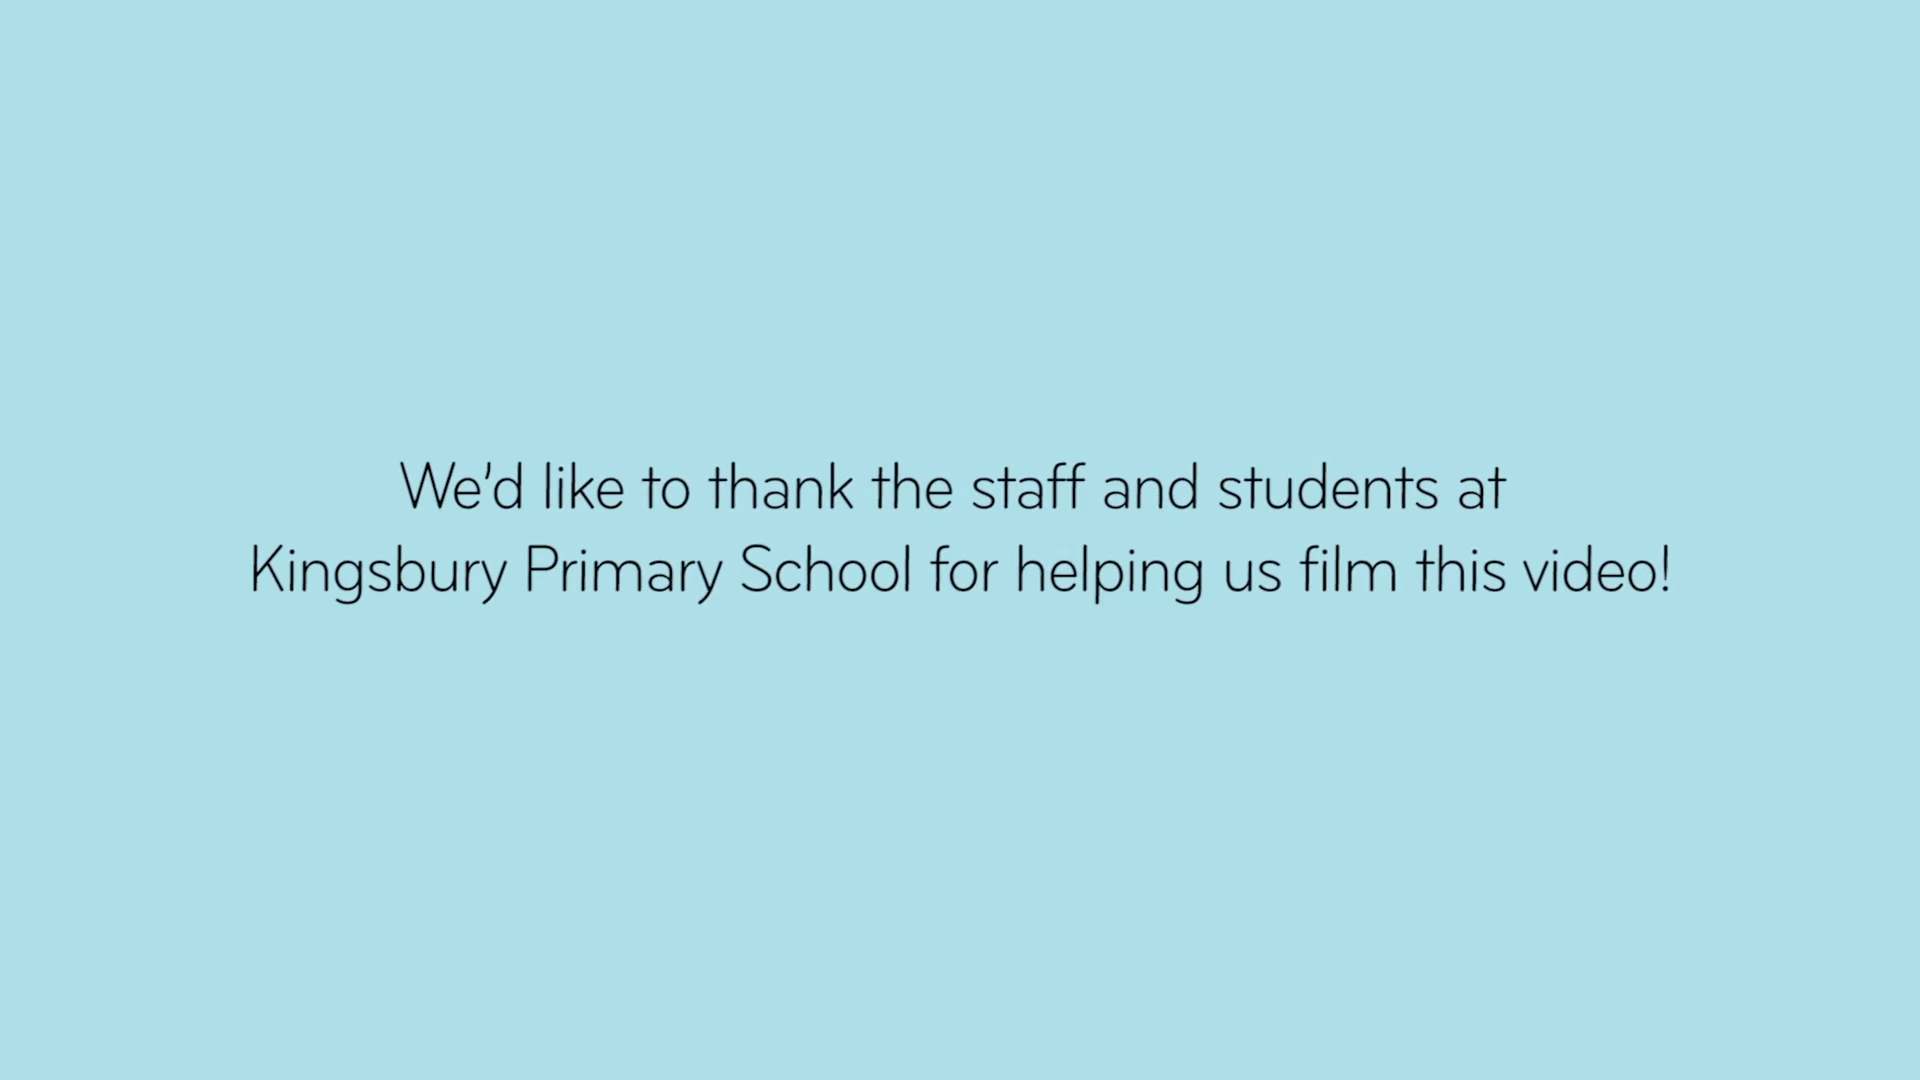 We'd like to thank the staff and students at
Kingsbury Primary School for helping us film this video!